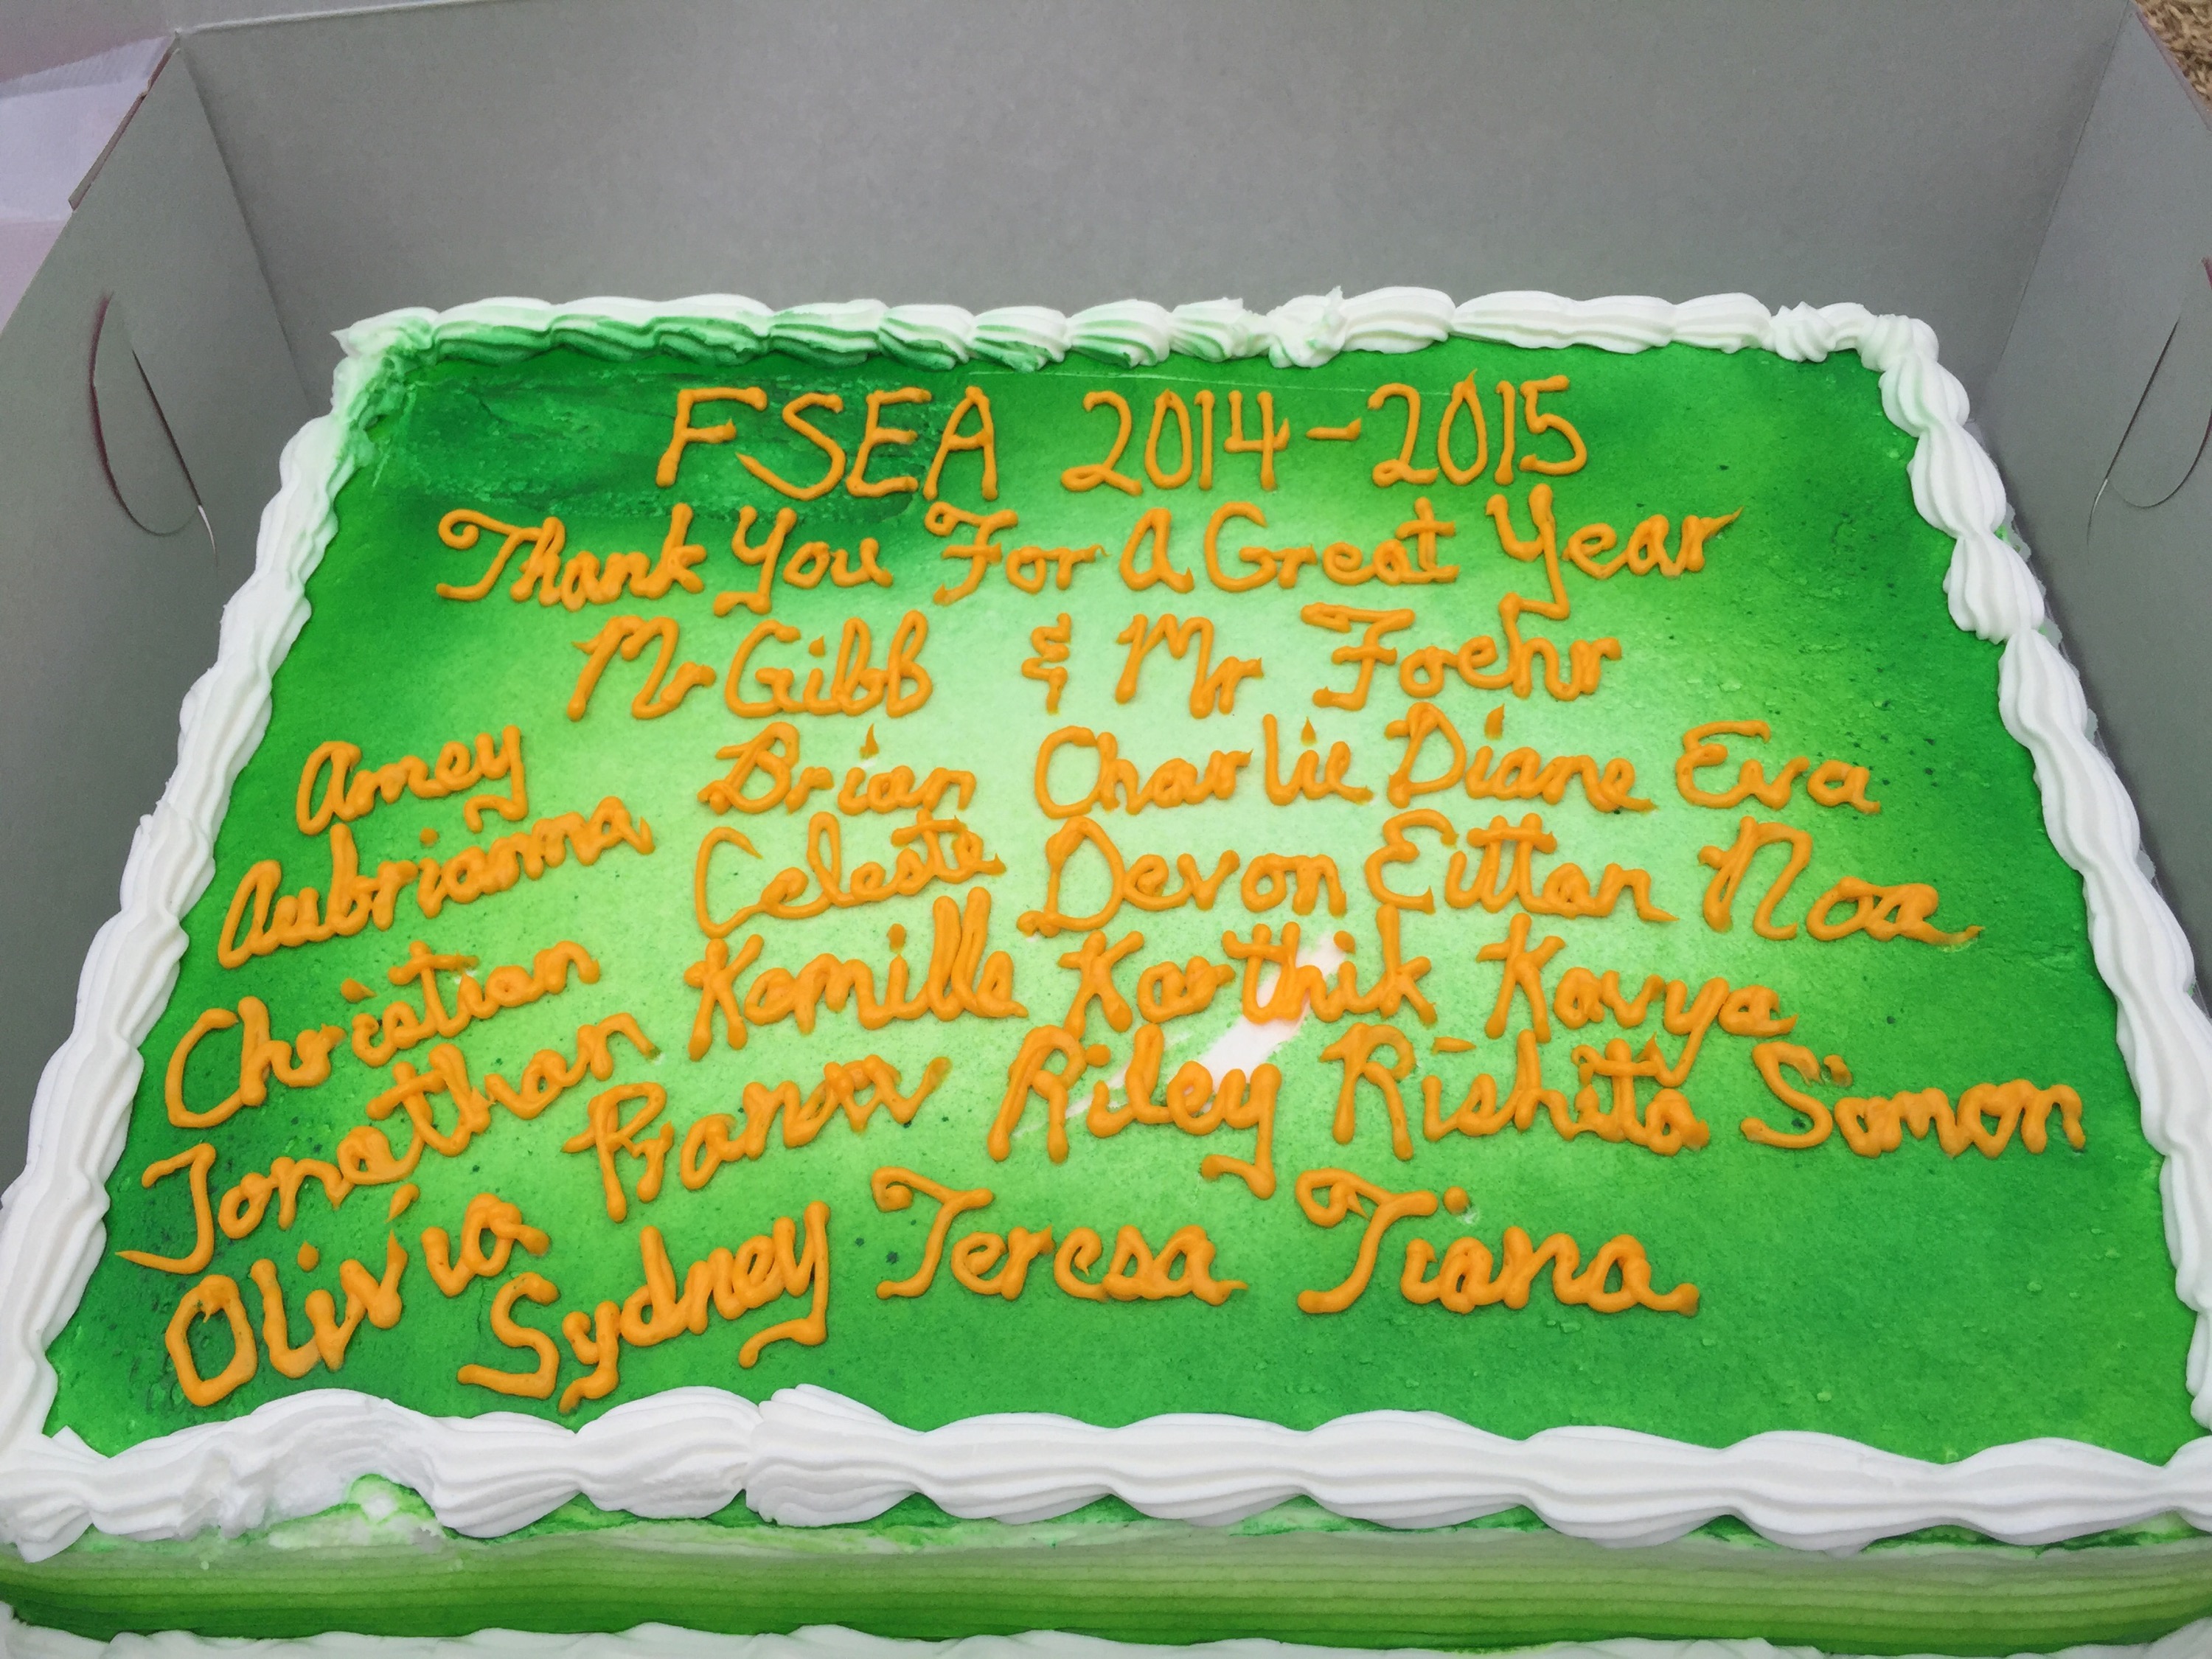 FSEA 2014-2015
Thank You For A Great Year
Mr Gibb & Mr Foehr
Amey Brian Charlie Diane Eva
Aubrianna Celeste Devon Eittan Noa
Christian Kamille Karthik Kavya
Jonathan Pranav Riley Rishita Simon
Olivia Sydney Teresa Tiana